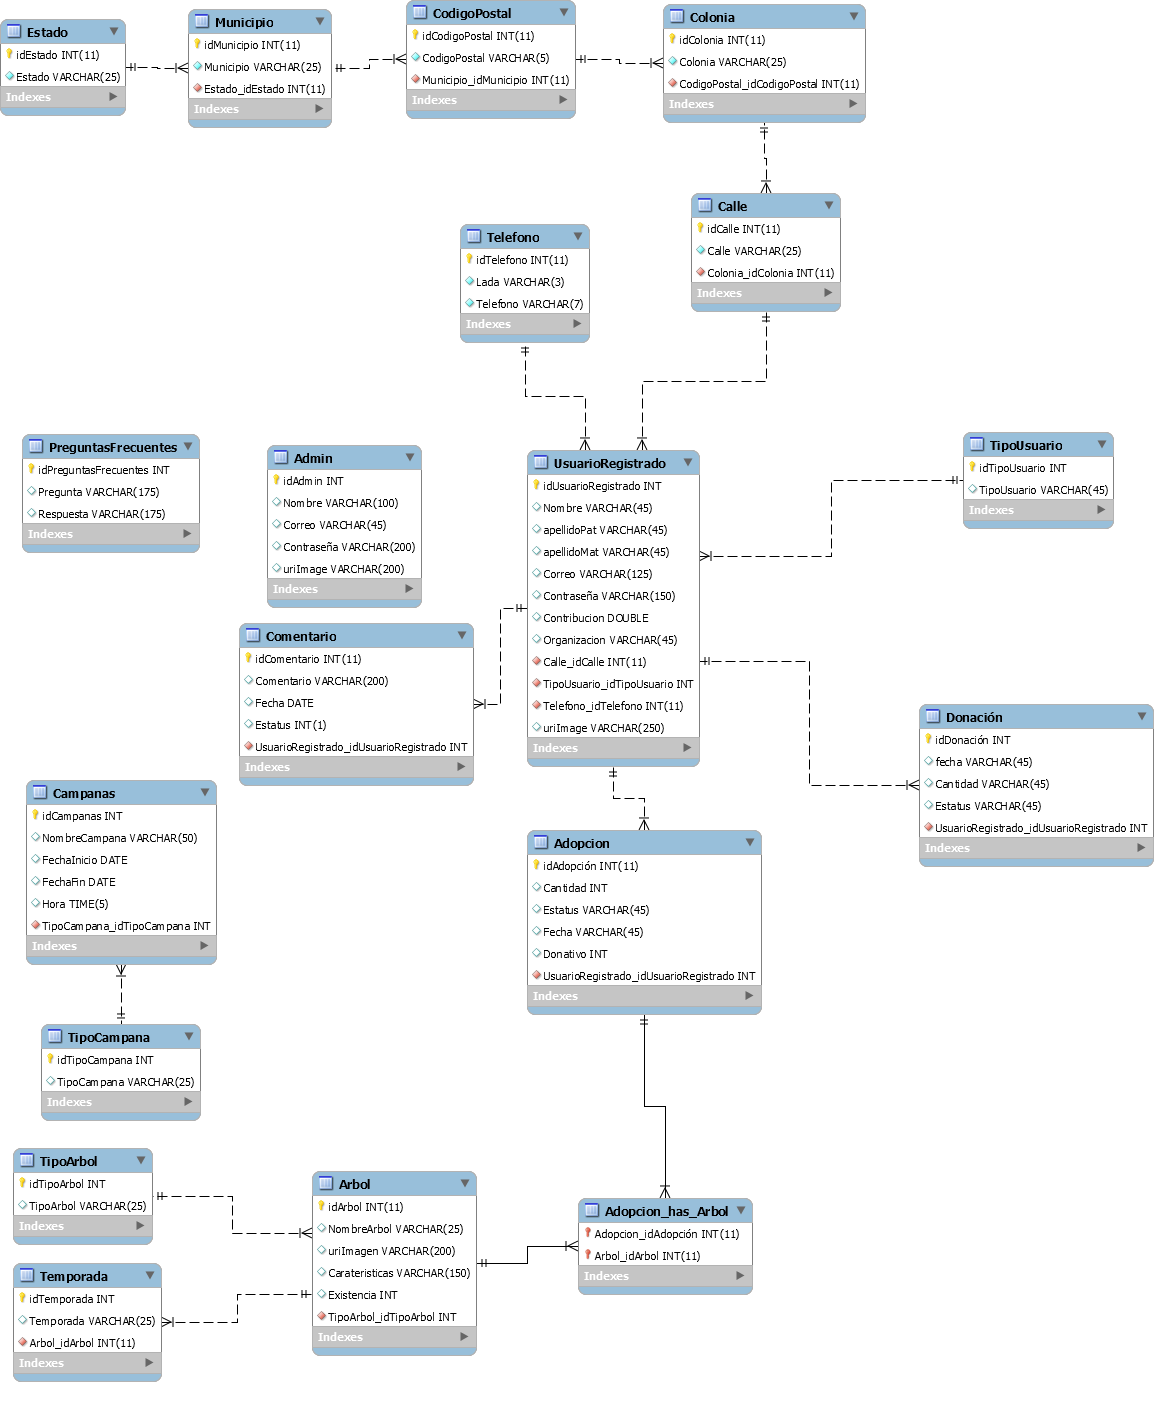 Estado
idEstado INT(11)
Estado VARCHAR(25)
Indexes
Municipio
idMunicipio INT(11)
Municipio VARCHAR(25)
Estado_idEstado INT(11)
Indexes
CodigoPostal
idCodigoPostal INT(11)
CodigoPostal VARCHAR(5)
Municipio_idMunicipio INT(11)
Indexes
Colonia
idColonia INT(11)
Colonia VARCHAR(25)
CodigoPostal_idCodigoPostal INT(11)
Indexes
Calle
idCalle INT(11)
Calle VARCHAR(25)
Colonia_idColonia INT(11)
Indexes
Telefono
idTelefono INT(11)
Lada VARCHAR(3)
Telefono VARCHAR(7)
Indexes
PreguntasFrecuentes
idPreguntasFrecuentes INT
Pregunta VARCHAR(175)
Respuesta VARCHAR(175)
Indexes
Admin
idAdmin INT
Nombre VARCHAR(100)
Correo VARCHAR(45)
Contraseña VARCHAR(200)
uriImage VARCHAR(200)
Indexes
UsuarioRegistrado
idUsuarioRegistrado INT
Nombre VARCHAR(45)
apellidoPat VARCHAR(45)
apellidoMat VARCHAR(45)
Correo VARCHAR(125)
Contraseña VARCHAR(150)
Contribucion DOUBLE
Organizacion VARCHAR(45)
Calle_idCalle INT(11)
TipoUsuario_idTipoUsuario INT
Telefono_idTelefono INT(11)
uriImage VARCHAR(250)
Indexes
TipoUsuario
idTipoUsuario INT
TipoUsuario VARCHAR(45)
Indexes
Comentario
idComentario INT(11)
Comentario VARCHAR(200)
Fecha DATE
Estatus INT(1)
UsuarioRegistrado_idUsuarioRegistrado INT
Indexes
Donación
idDonación INT
fecha VARCHAR(45)
Cantidad VARCHAR(45)
Estatus VARCHAR(45)
UsuarioRegistrado_idUsuarioRegistrado INT
Indexes
Campanas
idCampanas INT
NombreCampana VARCHAR(50)
FechaInicio DATE
FechaFin DATE
Hora TIME(5)
TipoCampana_idTipoCampana INT
Indexes
Adopcion
idAdopción INT(11)
Cantidad INT
Estatus VARCHAR(45)
Fecha VARCHAR(45)
Donativo INT
UsuarioRegistrado_idUsuarioRegistrado INT
Indexes
TipoCampana
idTipoCampana INT
TipoCampana VARCHAR(25)
Indexes
TipoArbol
idTipoArbol INT
TipoArbol VARCHAR(25)
Indexes
Arbol
idArbol INT(11)
NombreArbol VARCHAR(25)
uriImagen VARCHAR(200)
Carateristicas VARCHAR(150)
Existencia INT
TipoArbol_idTipoArbol INT
Indexes
Adopcion_has_Arbol
Adopcion_idAdopción INT(11)
Arbol_idArbol INT(11)
Indexes
Temporada
idTemporada INT
Temporada VARCHAR(25)
Arbol_idArbol INT(11)
Indexes